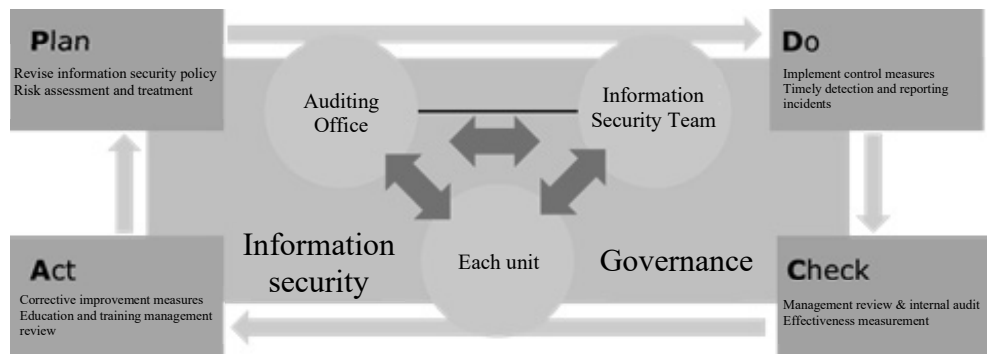 Plan
Revise information security policy
Risk assessment and treatment
Do
Implement control measures
Timely detection and reporting
incidents
Auditing
Office
Information
Security Team
Each unit
Information
security
Governance
Act
Corrective improvement measures
Education and training management
review
Check
Management review & internal audit
Effectiveness measurement